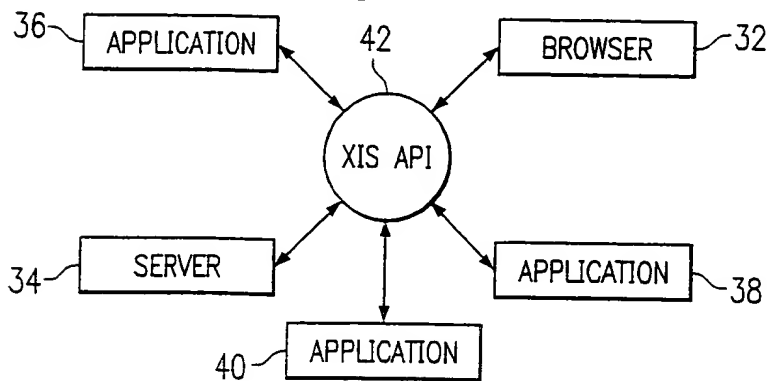 36 APPLICATION
42
BROWSER 32
XIS API
34 SERVER
APPLICATION 38
40 APPLICATION